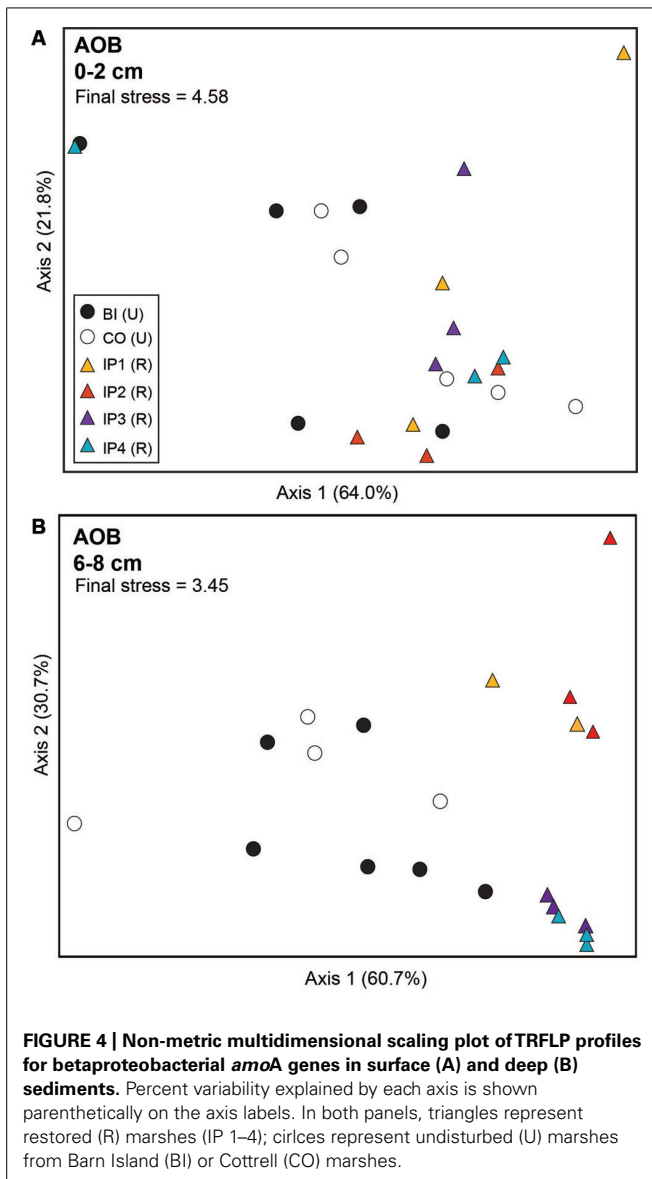 A
AOB
0-2 cm
Final stress = 4.58
Axis 2 (21.8%)
BI (U)
CO (U)
IP1 (R)
IP2 (R)
IP3 (R)
IP4 (R)
Axis 1 (64.0%)
B
AOB
6-8 cm
Final stress = 3.45
Axis 2 (30.7%)
Axis 1 (60.7%)
FIGURE 4 | Non-metric multidimensional scaling plot of TRFLP profiles
for betaproteobacterial amoA genes in surface (A) and deep (B)
sediments. Percent variability explained by each axis is shown
parenthetically on the axis labels. In both panels, triangles represent
restored (R) marshes (IP 1–4); cirlces represent undisturbed (U) marshes
from Barn Island (BI) or Cottrell (CO) marshes.